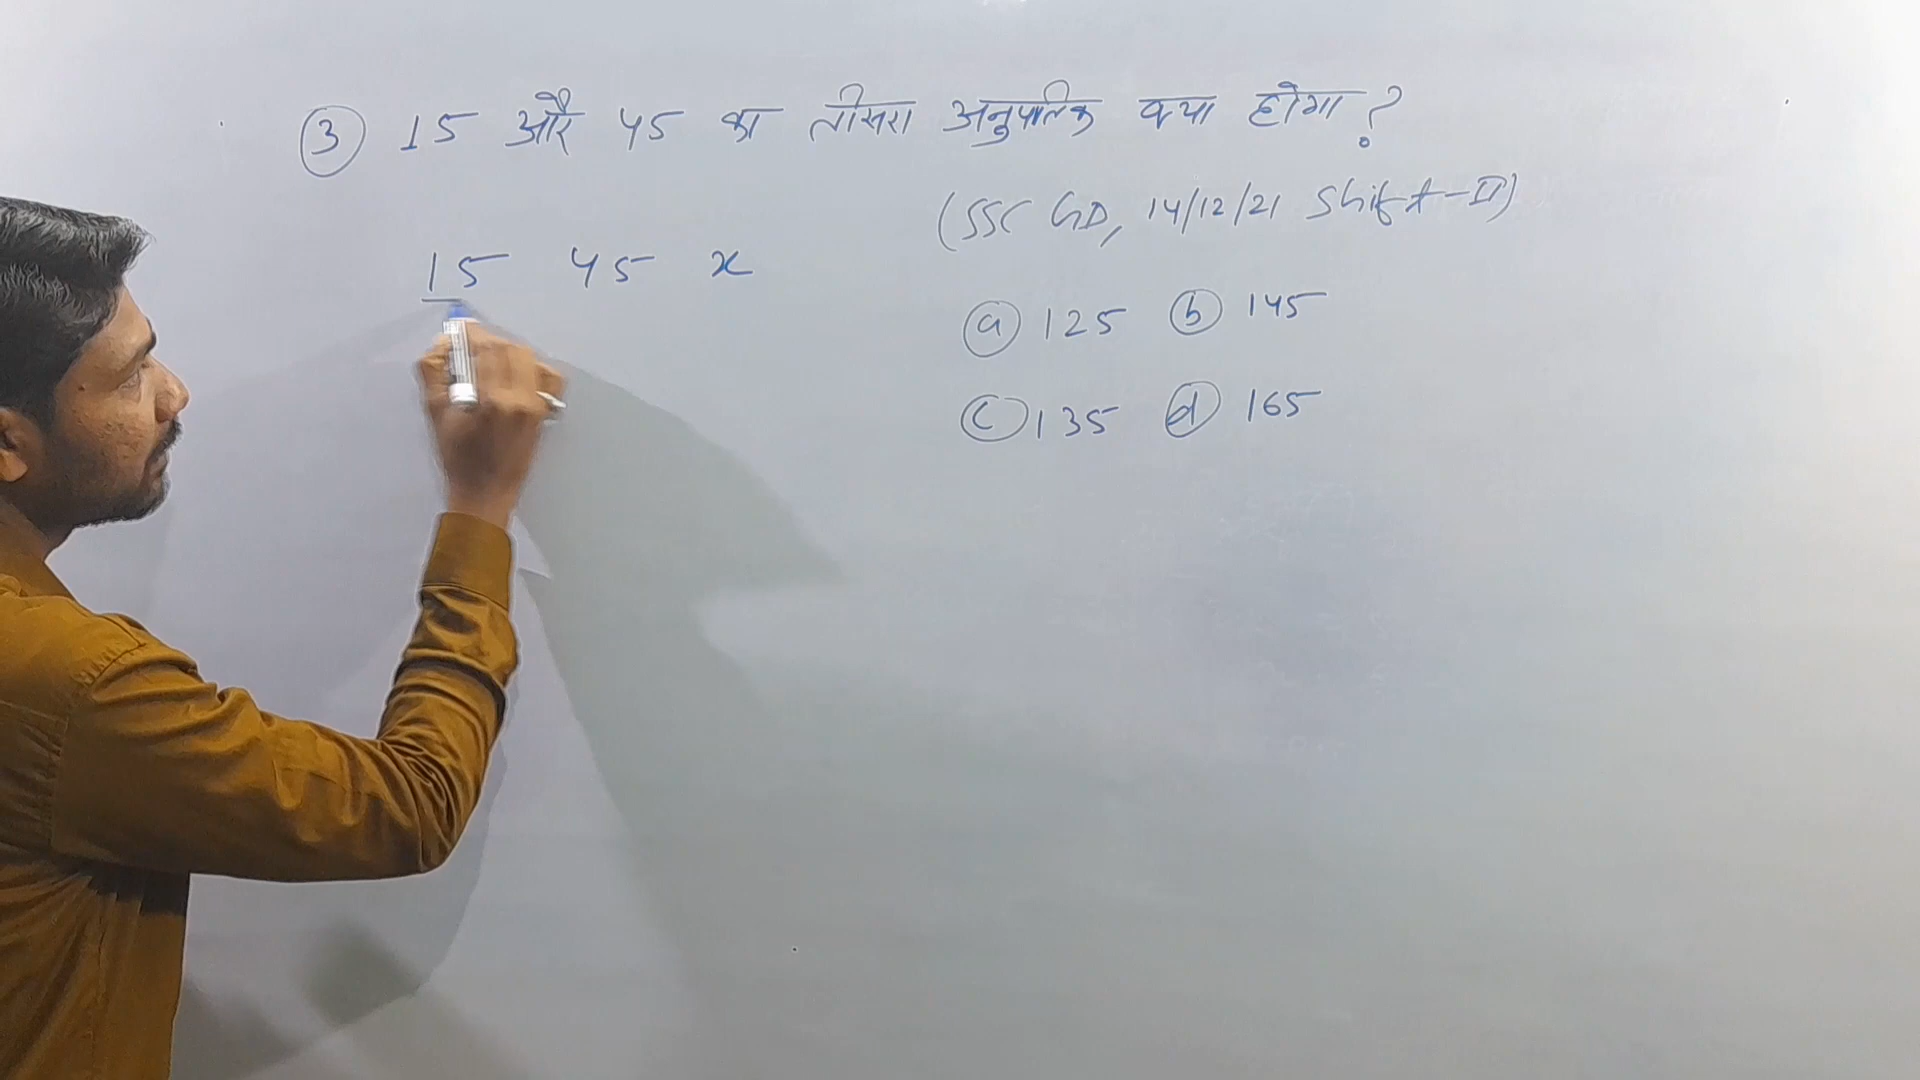 ③ 15 और 45 का तीसरा अनुपातिक क्या होगा ?
(SSC GD, 14/12/21 Shift-II)
15 45 x
ⓐ 125 ⓑ 145
ⓒ 135 ⓓ 165